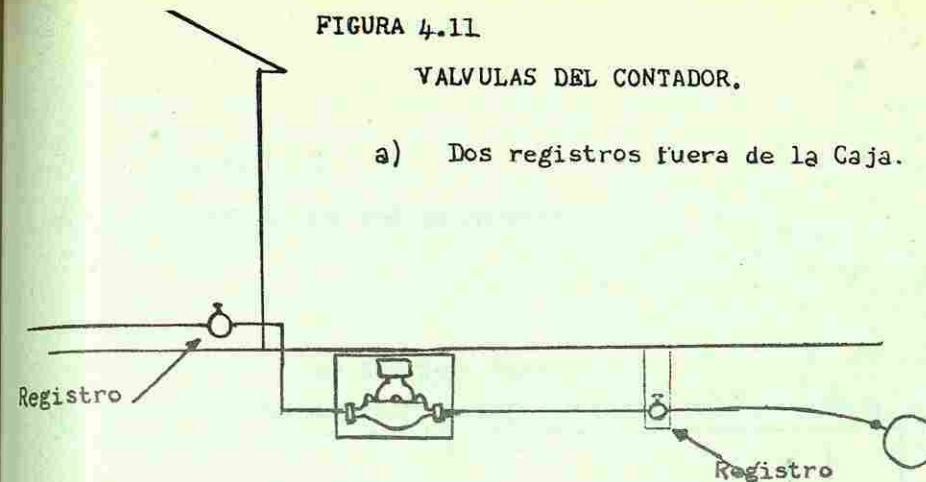 FIGURA 4.11
VALVULAS DEL CONTADOR.
a) Dos registros fuera de la Caja.
Registro
Registro